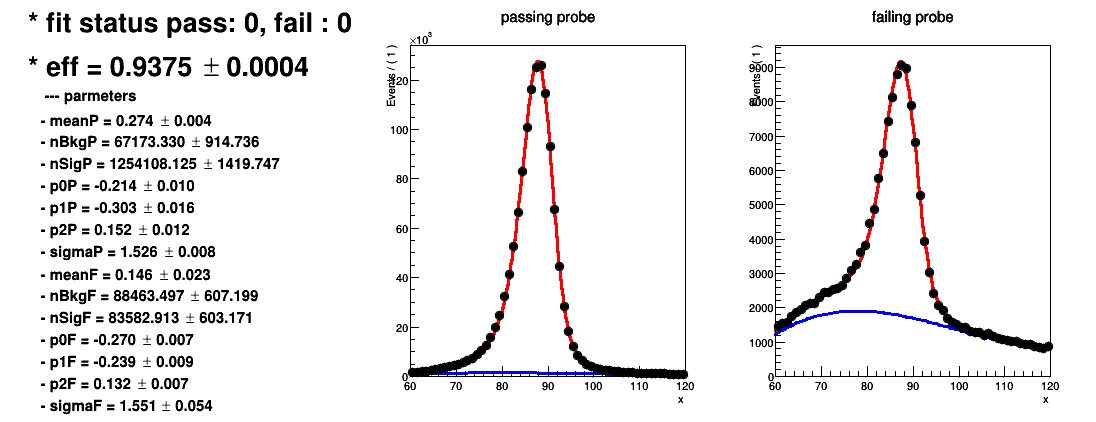 * fit status pass: 0, fail : 0
* eff = 0.9375 ± 0.0004
--- parmeters
- meanP = 0.274 ± 0.004
- nBkgP = 67173.330 ± 914.736
- nSigP = 1254108.125 ± 1419.747
- p0P = -0.214 ± 0.010
- p1P = -0.303 ± 0.016
- p2P = 0.152 ± 0.012
- sigmaP = 1.526 ± 0.008
- meanF = 0.146 ± 0.023
- nBkgF = 88463.497 ± 607.199
- nSigF = 83582.913 ± 603.171
- p0F = -0.270 ± 0.007
- p1F = -0.239 ± 0.009
- p2F = 0.132 ± 0.007
- sigmaF = 1.551 ± 0.054
passing probe
×10³
Events / ( 1 )
120
100
80
60
40
20
0
60 70 80 90 100 110 120
x
failing probe
Events / ( 1 )
9000
8000
7000
6000
5000
4000
3000
2000
1000
0
60 70 80 90 100 110 120
x